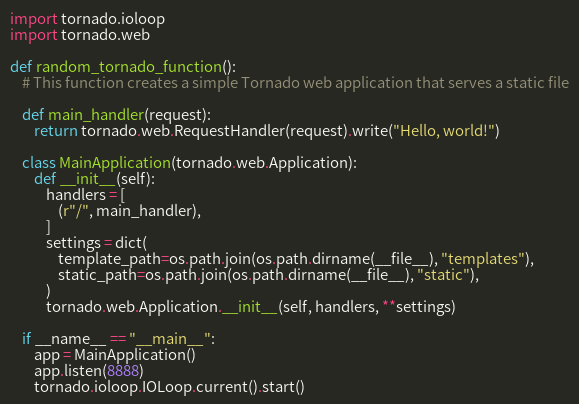 import tornado.ioloop
import tornado.web

def random_tornado_function():
    # This function creates a simple Tornado web application that serves a static file

    def main_handler(request):
        return tornado.web.RequestHandler(request).write("Hello, world!")

    class MainApplication(tornado.web.Application):
        def __init__(self):
            handlers = [
                (r"/", main_handler),
            ]
            settings = dict(
                template_path=os.path.join(os.path.dirname(__file__), "templates"),
                static_path=os.path.join(os.path.dirname(__file__), "static"),
            )
            tornado.web.Application.__init__(self, handlers, **settings)

    if __name__ == "__main__":
        app = MainApplication()
        app.listen(8888)
        tornado.ioloop.IOLoop.current().start()